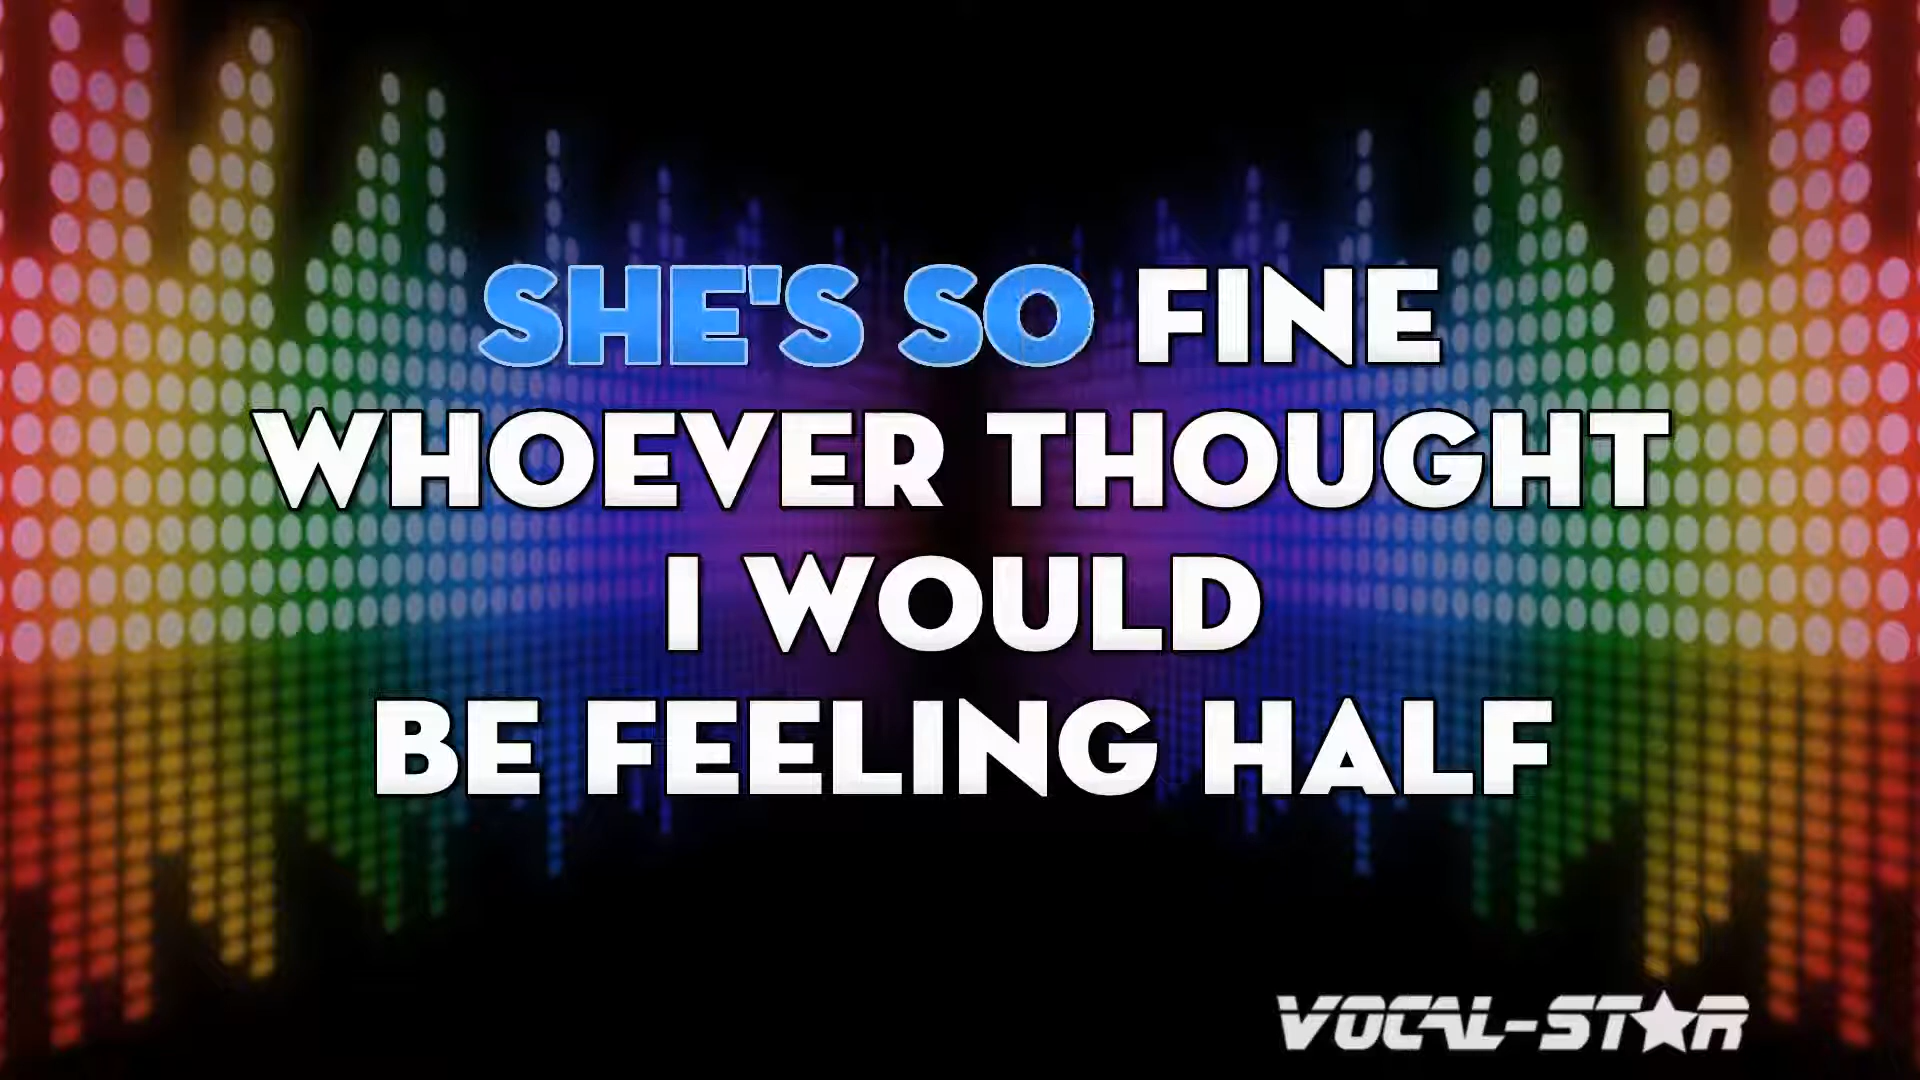 SHE'S SO FINE
WHOEVER THOUGHT
I WOULD
BE FEELING HALF
VOCAL-STAR